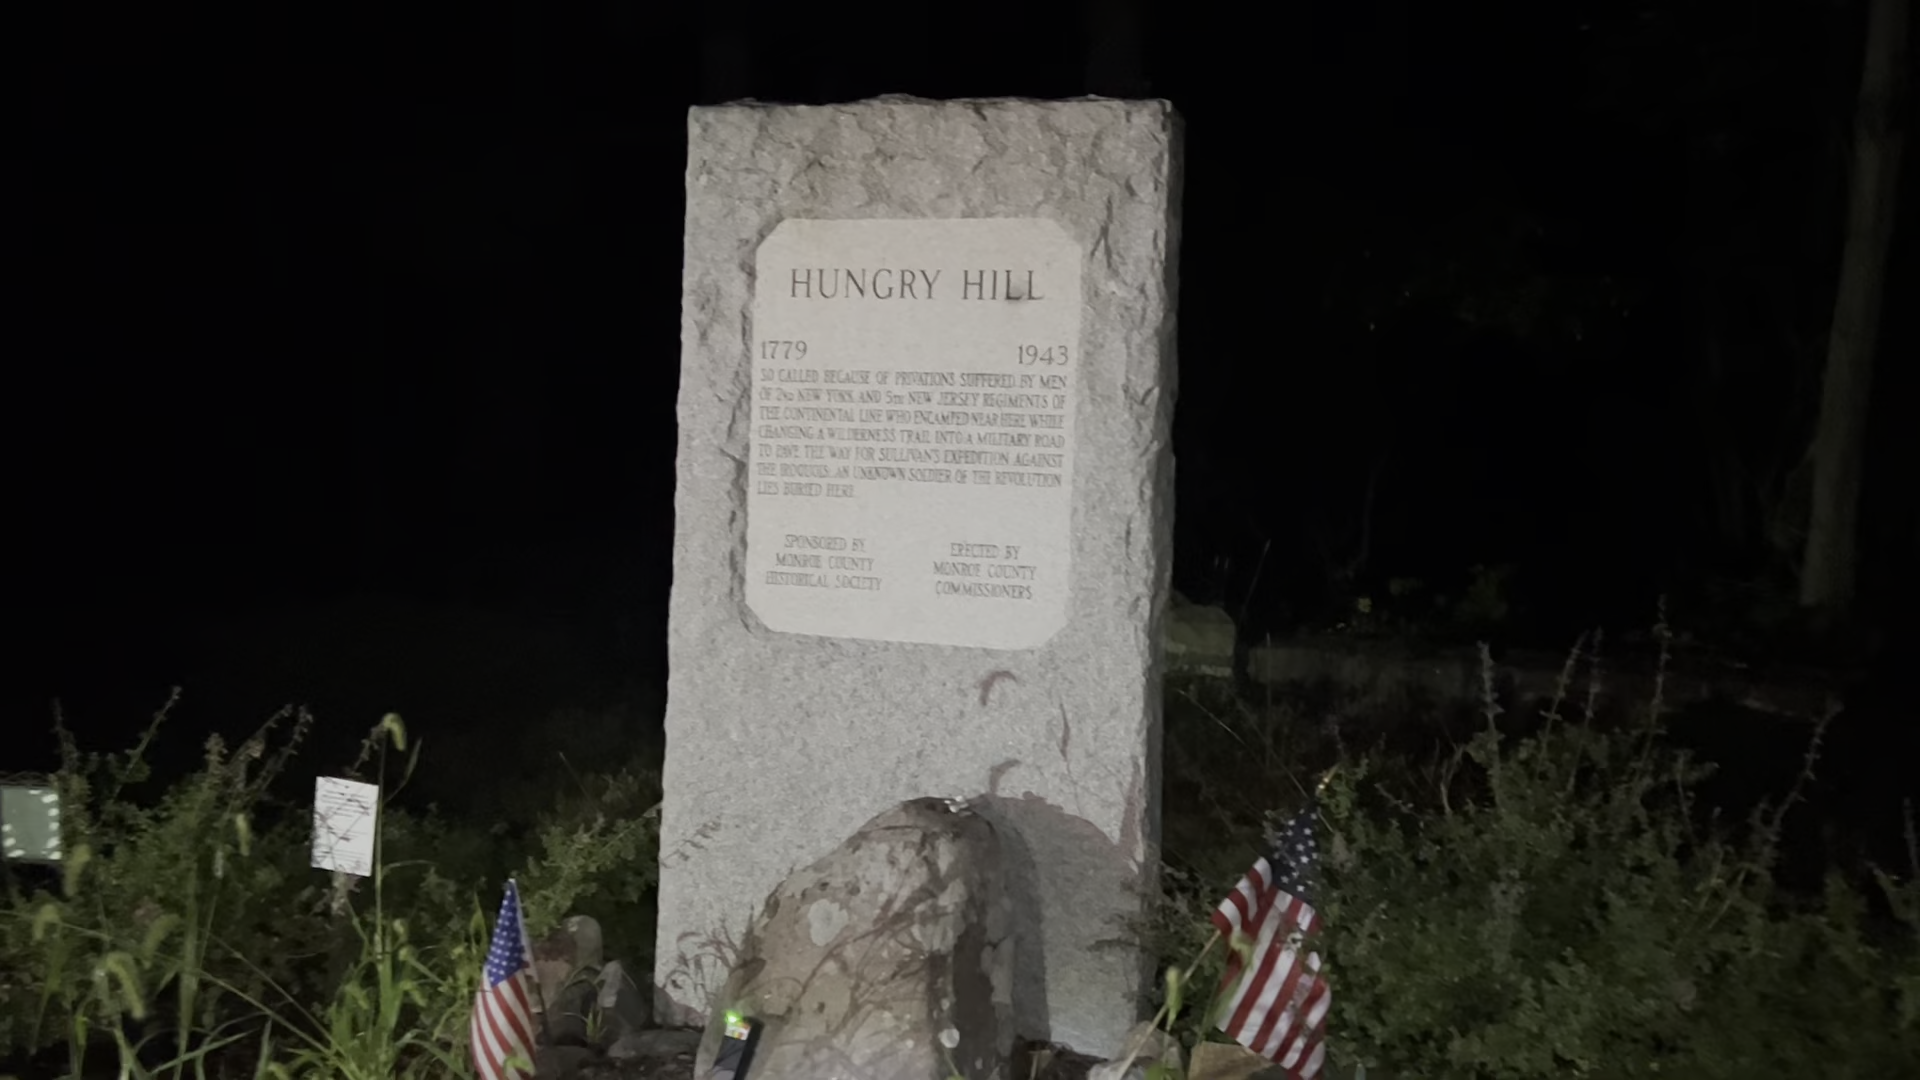 HUNGRY HILL
1779 1943
SO CALLED BECAUSE OF PRIVATIONS SUFFERED BY MEN
OF 2ND NEW YORK AND 5TH NEW JERSEY REGIMENTS OF
THE CONTINENTAL LINE WHO ENCAMPED NEAR HERE WHILE
CHANGING A WILDERNESS TRAIL INTO A MILITARY ROAD
TO PAVE THE WAY FOR SULLIVAN'S EXPEDITION AGAINST
THE IROQUOIS. AN UNKNOWN SOLDIER OF THE REVOLUTION
LIES BURIED HERE.
SPONSORED BY
MONROE COUNTY
HISTORICAL SOCIETY
ERECTED BY
MONROE COUNTY
COMMISSIONERS